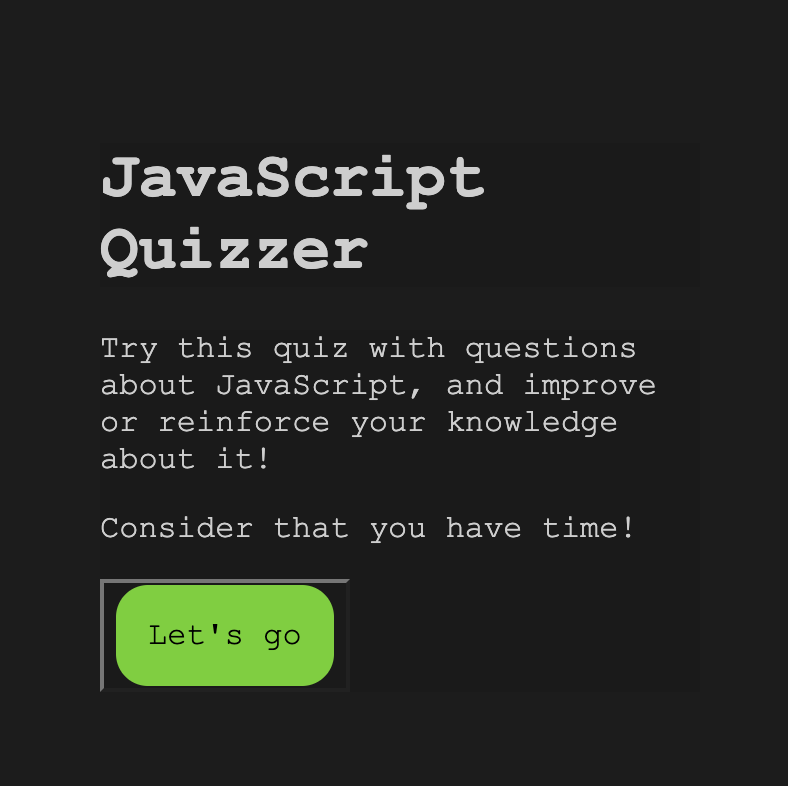 JavaScript
Quizzer
Try this quiz with questions
about JavaScript, and improve
or reinforce your knowledge
about it!
Consider that you have time!
Let's go